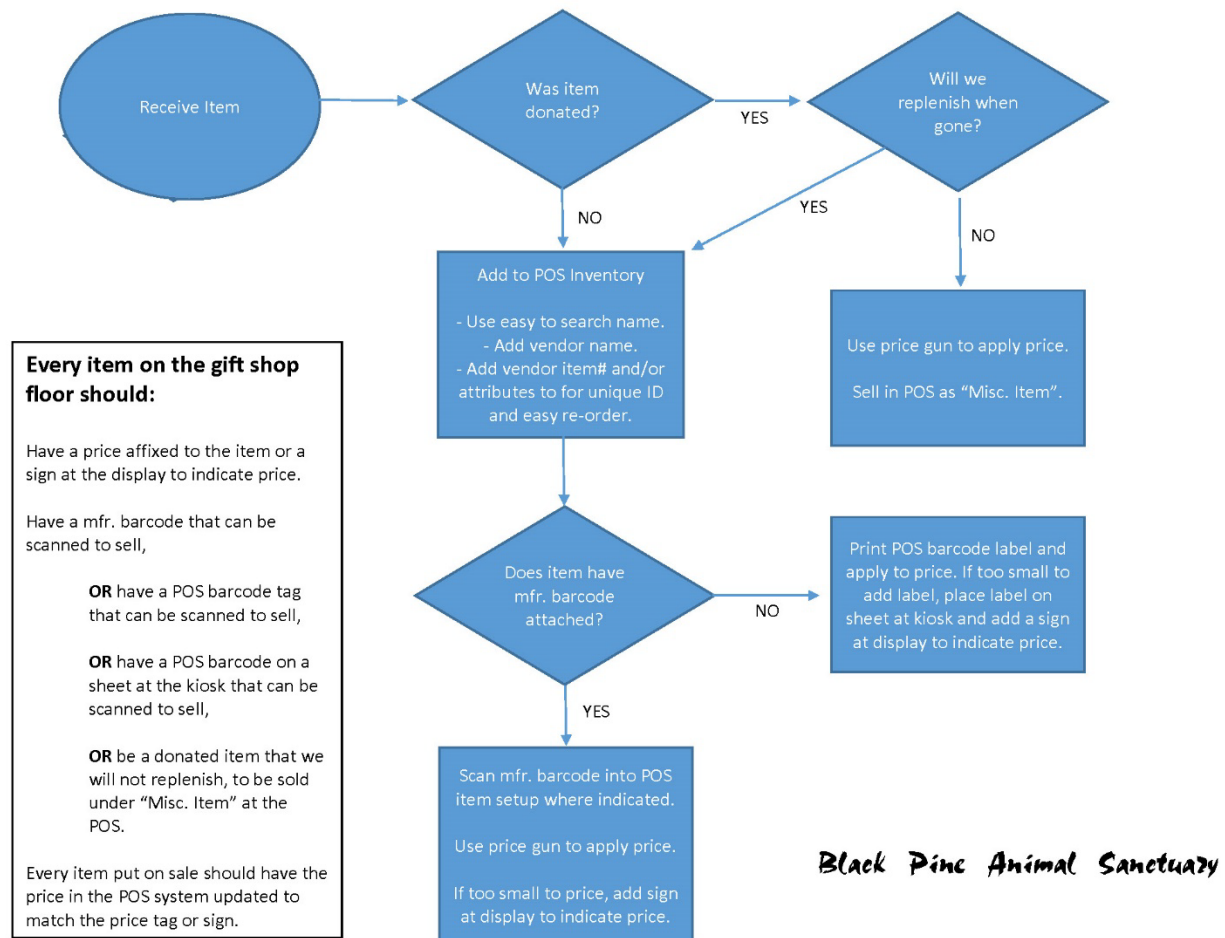 Receive Item
Was item
donated?
YES
Will we
replenish when
gone?
NO
YES
NO
Add to POS Inventory
- Use easy to search name.
- Add vendor name.
- Add vendor item# and/or
attributes to for unique ID
and easy re-order.
Use price gun to apply price.
Sell in POS as “Misc. Item”.
Does item have
mfr. barcode
attached?
NO
Print POS barcode label and
apply to price. If too small to
add label, place label on
sheet at kiosk and add a sign
at display to indicate price.
YES
Scan mfr. barcode into POS
item setup where indicated.
Use price gun to apply price.
If too small to price, add sign
at display to indicate price.
Every item on the gift shop
floor should:
Have a price affixed to the item or a
sign at the display to indicate price.
Have a mfr. barcode that can be
scanned to sell,
OR have a POS barcode tag
that can be scanned to sell,
OR have a POS barcode on a
sheet at the kiosk that can be
scanned to sell,
OR be a donated item that we
will not replenish, to be sold
under “Misc. Item” at the
POS.
Every item put on sale should have the
price in the POS system updated to
match the price tag or sign.
Black Pine Animal Sanctuary